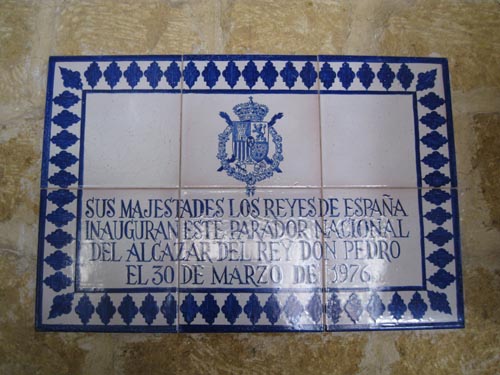 SUS MAJESTADES LOS REYES DE ESPAÑA
INAUGURAN ESTE PARADOR NACIONAL
DEL ALCAZAR DEL REY DON PEDRO
EL 30 DE MARZO DE 1976